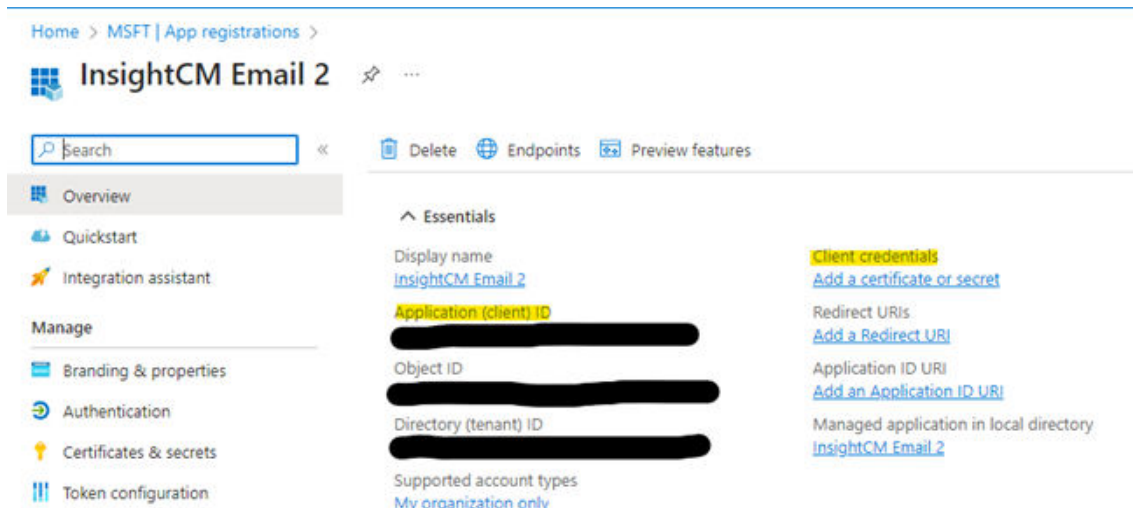 Home > MSFT | App registrations >
InsightCM Email 2
Search
Overview
Quickstart
Integration assistant
Manage
Branding & properties
Authentication
Certificates & secrets
Token configuration
Delete Endpoints Preview features
Essentials
Display name
InsightCM Email 2
Application (client) ID
Object ID
Directory (tenant) ID
Supported account types
My organization only
Client credentials
Add a certificate or secret
Redirect URIs
Add a Redirect URI
Application ID URI
Add an Application ID URI
Managed application in local directory
InsightCM Email 2